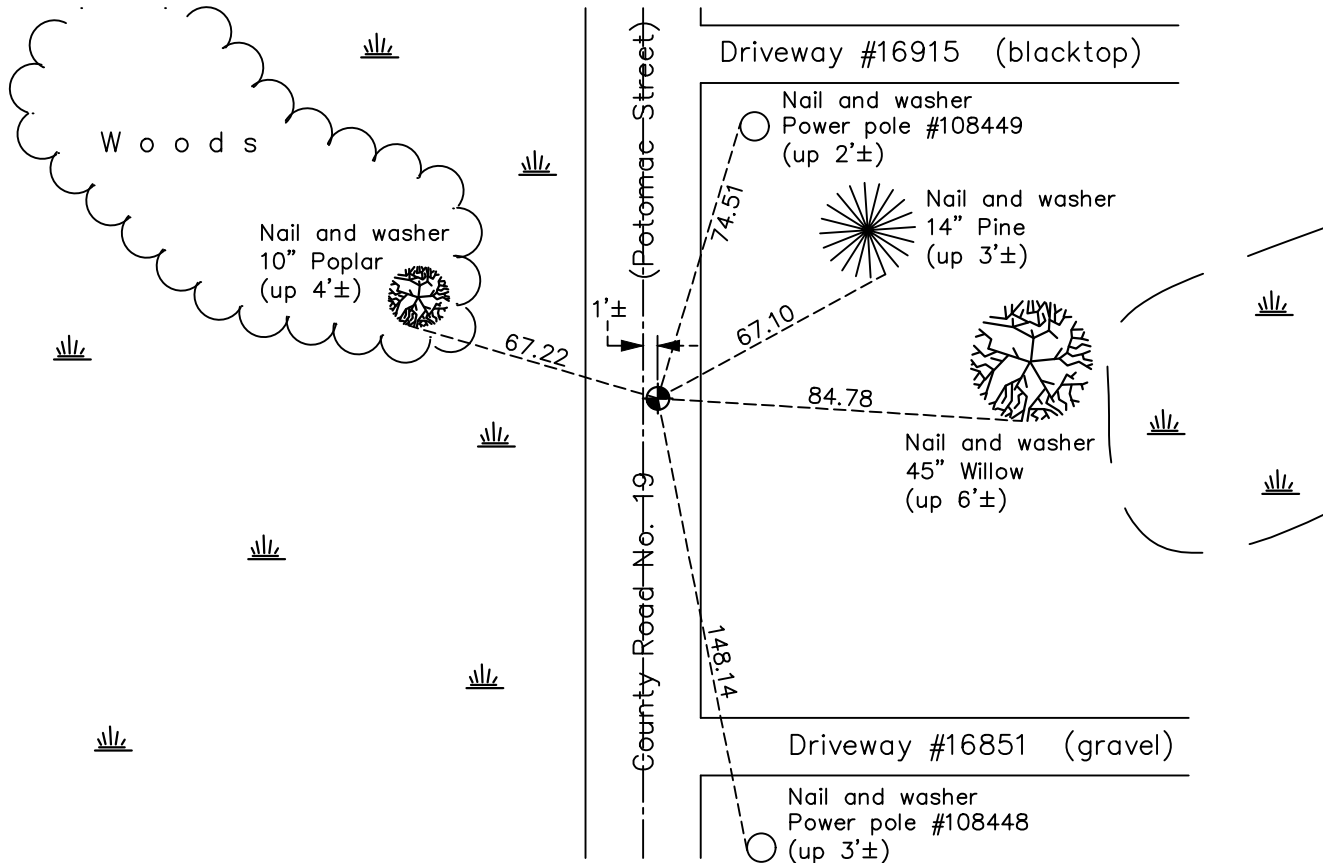 Driveway #16915 (blacktop)
(Potomac Street)
Nail and washer
Power pole #108449
(up 2'±)
Woods
74.51
Nail and washer
14" Pine
(up 3'±)
Nail and washer
10" Poplar
(up 4'±)
1'±
67.10
67.22
84.78
Nail and washer
45" Willow
(up 6'±)
County Road No. 19
148.14
Driveway #16851 (gravel)
Nail and washer
Power pole #108448
(up 3'±)